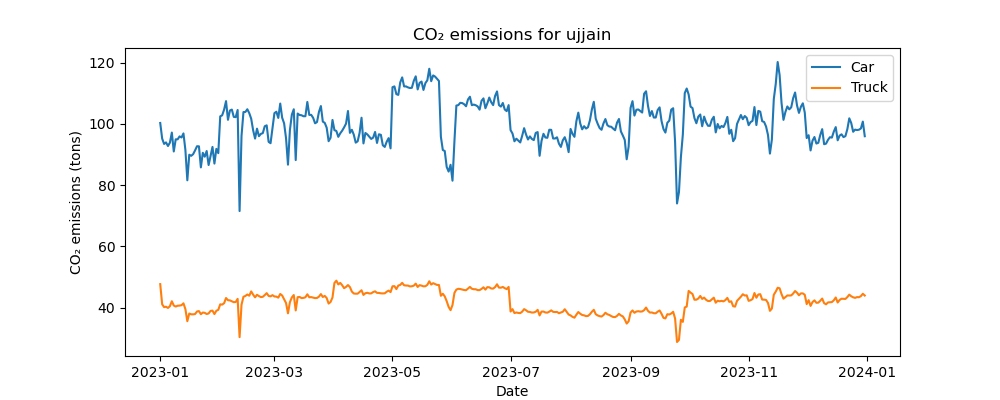 CO₂ emissions for ujjain
120
100
80
60
40
CO₂ emissions (tons)
Car
Truck
2023-01 2023-03 2023-05 2023-07 2023-09 2023-11 2024-01
Date